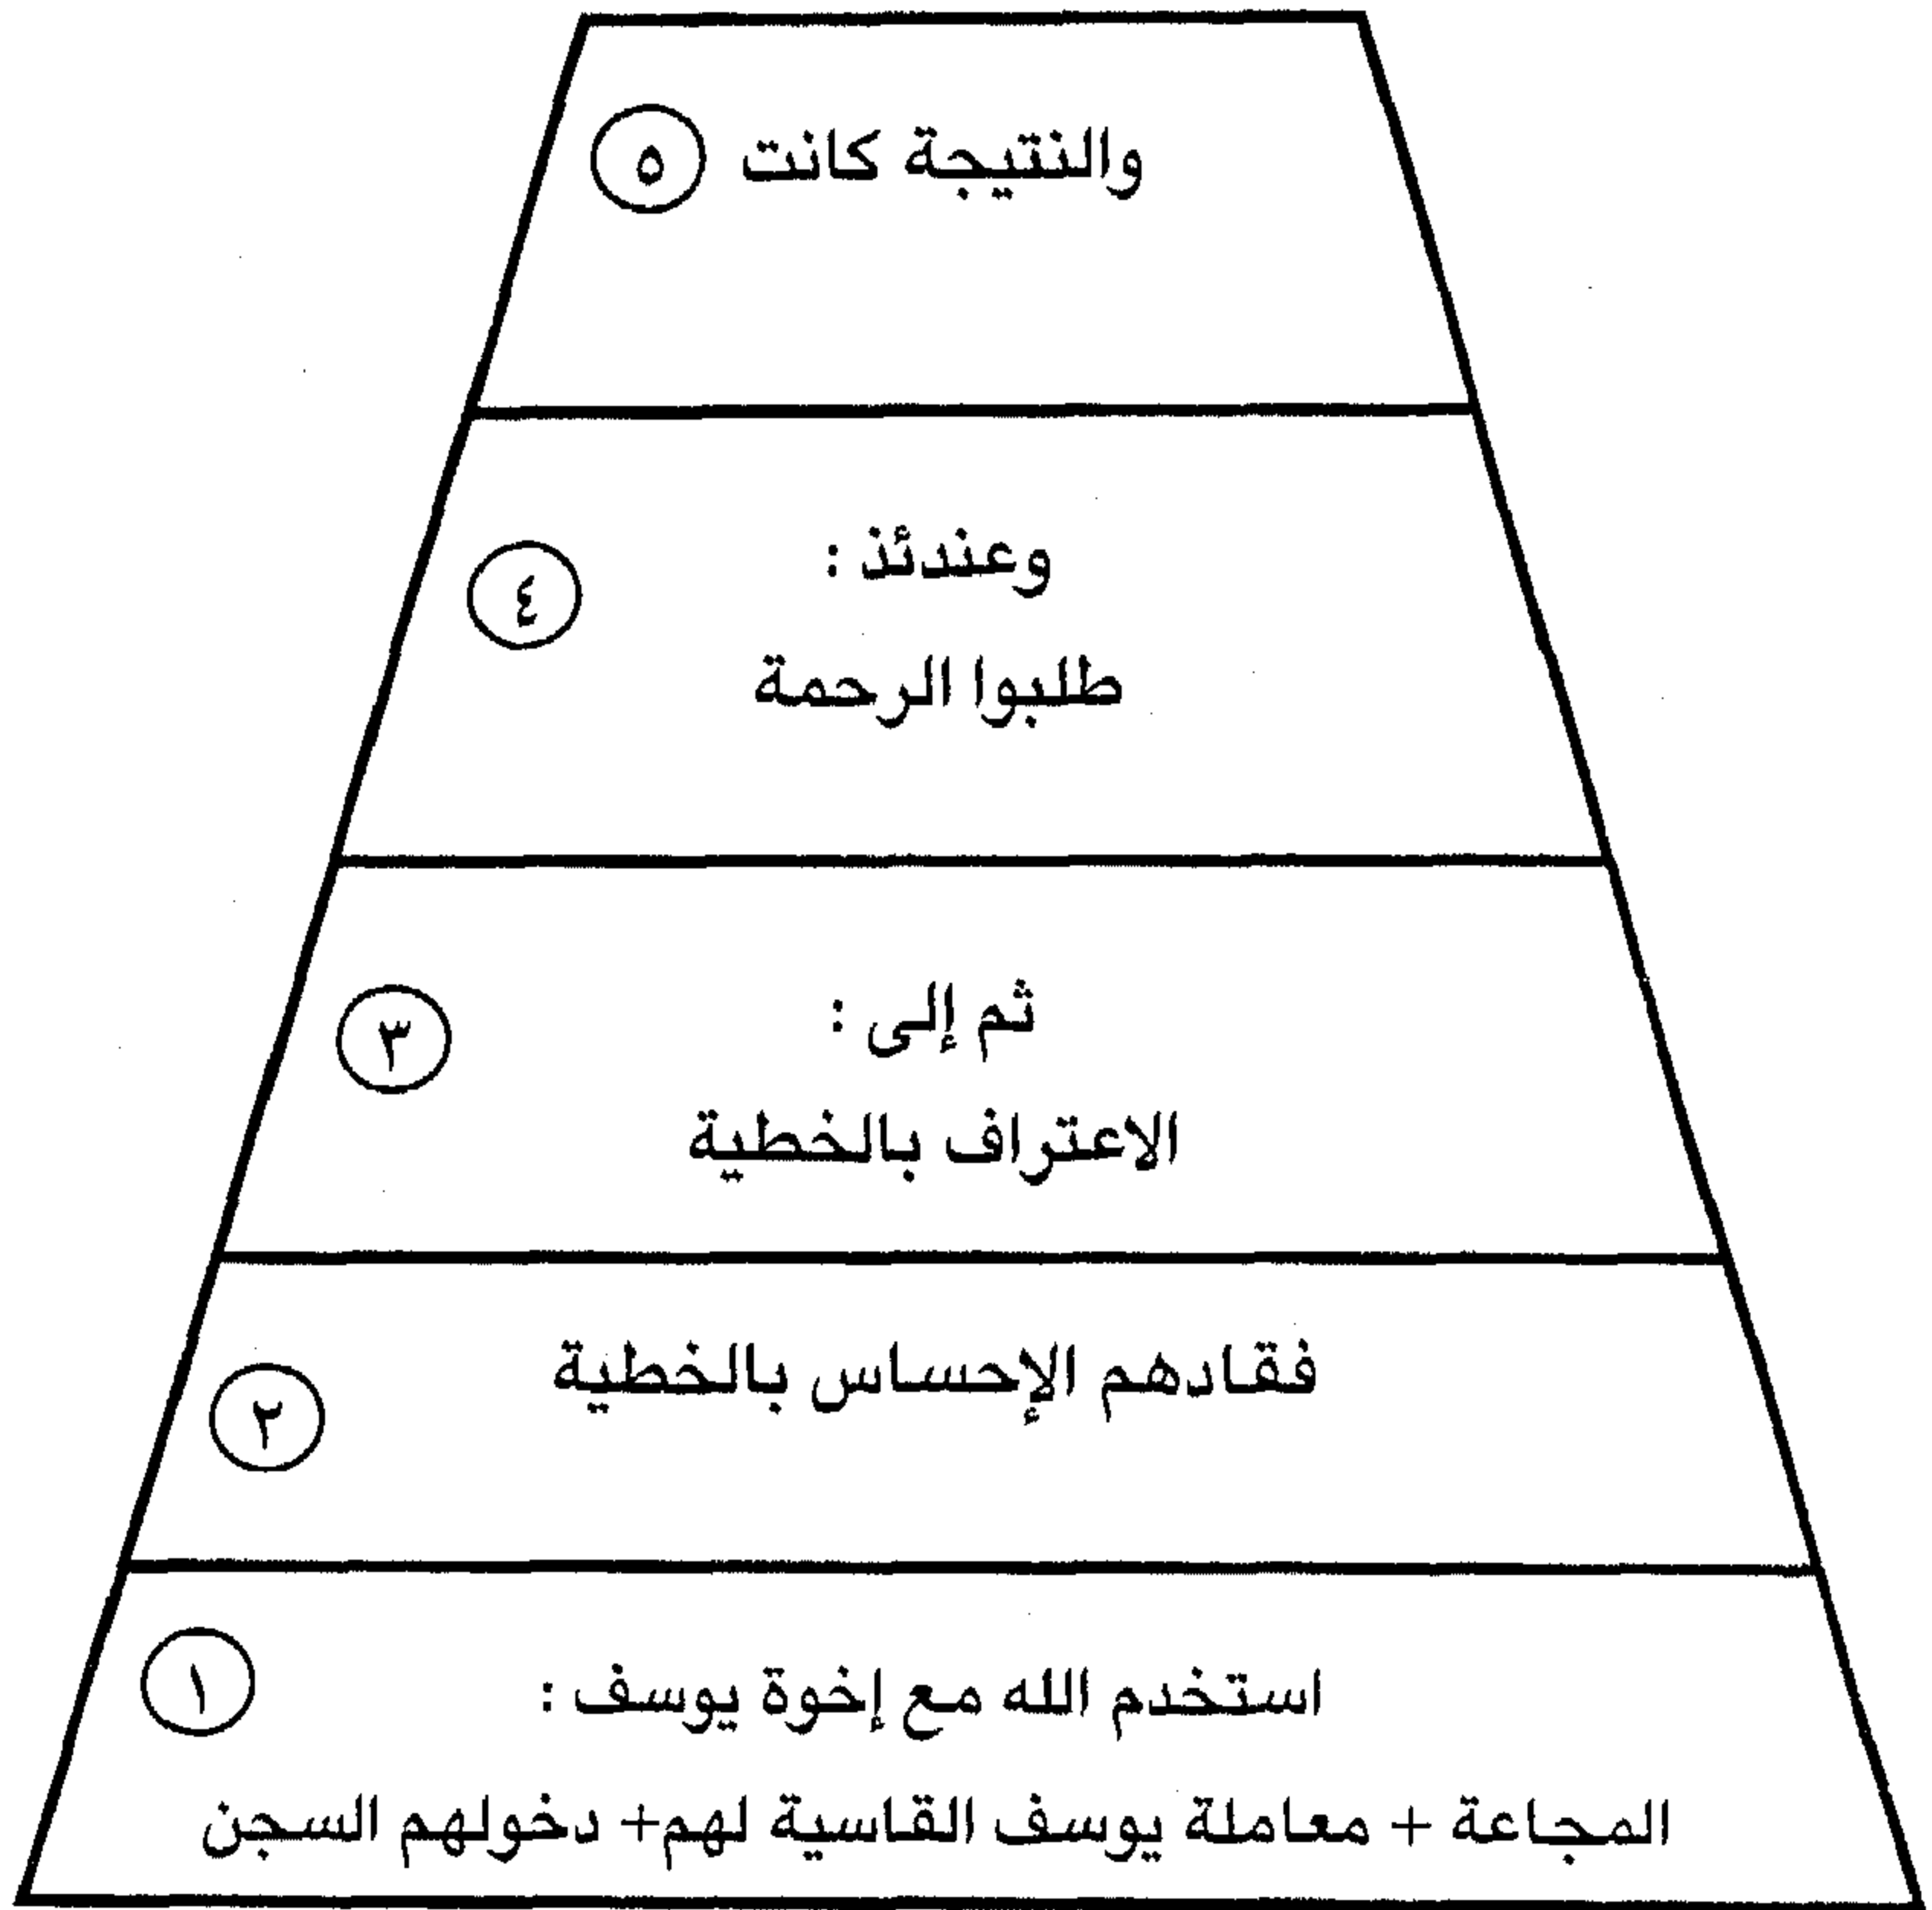 والنتيجة كانت ٥
وعندئذ :
٤
طلبوا الرحمة
ثم إلى :
٣
الاعتراف بالخطية
فقادهم الإحساس بالخطية
٢
استخدم الله مع إخوة يوسف :
١
المجاعة + معاملة يوسف القاسية لهم+ دخولهم السجن